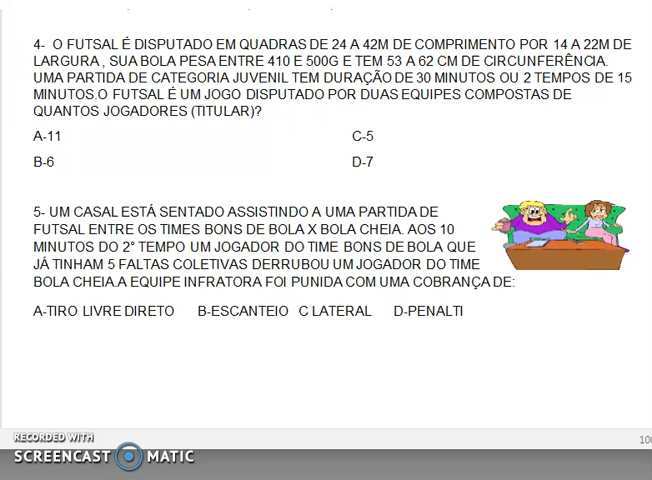 4- O FUTSAL É DISPUTADO EM QUADRAS DE 24 A 42M DE COMPRIMENTO POR 14 A 22M DE
LARGURA , SUA BOLA PESA ENTRE 410 E 500G E TEM 53 A 62 CM DE CIRCUNFERÊNCIA.
UMA PARTIDA DE CATEGORIA JUVENIL TEM DURAÇÃO DE 30 MINUTOS OU 2 TEMPOS DE 15
MINUTOS.O FUTSAL É UM JOGO DISPUTADO POR DUAS EQUIPES COMPOSTAS DE
QUANTOS JOGADORES (TITULAR)?
A-11 C-5
B-6 D-7
5- UM CASAL ESTÁ SENTADO ASSISTINDO A UMA PARTIDA DE
FUTSAL ENTRE OS TIMES BONS DE BOLA X BOLA CHEIA. AOS 10
MINUTOS DO 2° TEMPO UM JOGADOR DO TIME BONS DE BOLA QUE
JÁ TINHAM 5 FALTAS COLETIVAS DERRUBOU UM JOGADOR DO TIME
BOLA CHEIA.A EQUIPE INFRATORA FOI PUNIDA COM UMA COBRANÇA DE:
A-TIRO LIVRE DIRETO B-ESCANTEIO C LATERAL D-PENALTI
RECORDED WITH
SCREENCAST MATIC